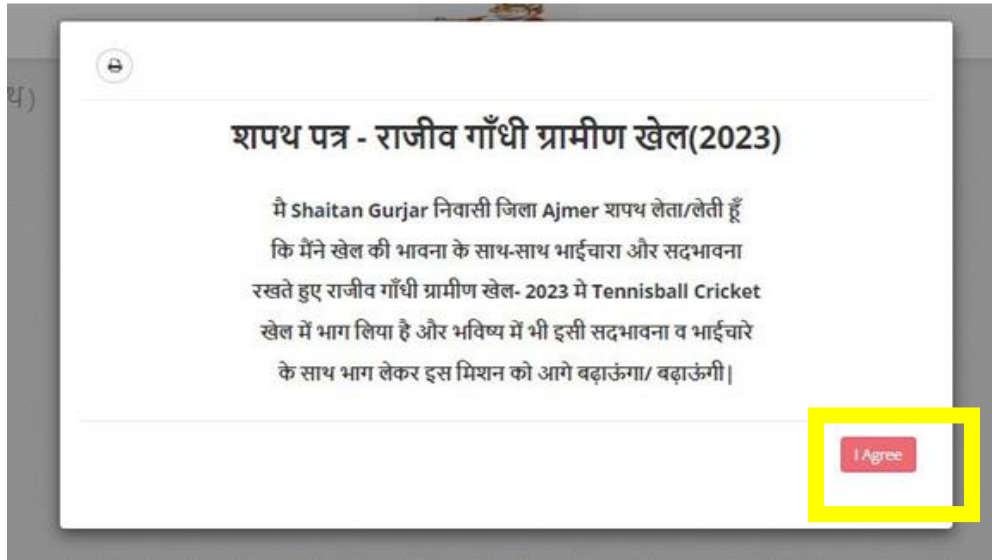 थ)
शपथ पत्र - राजीव गाँधी ग्रामीण खेल(2023)
मै Shaitan Gurjar निवासी जिला Ajmer शपथ लेता/लेती हूँ
कि मैंने खेल की भावना के साथ-साथ भाईचारा और सदभावना
रखते हुए राजीव गाँधी ग्रामीण खेल- 2023 मे Tennisball Cricket
खेल में भाग लिया है और भविष्य में भी इसी सदभावना व भाईचारे
के साथ भाग लेकर इस मिशन को आगे बढ़ाऊंगा/ बढ़ाऊंगी|
I Agree